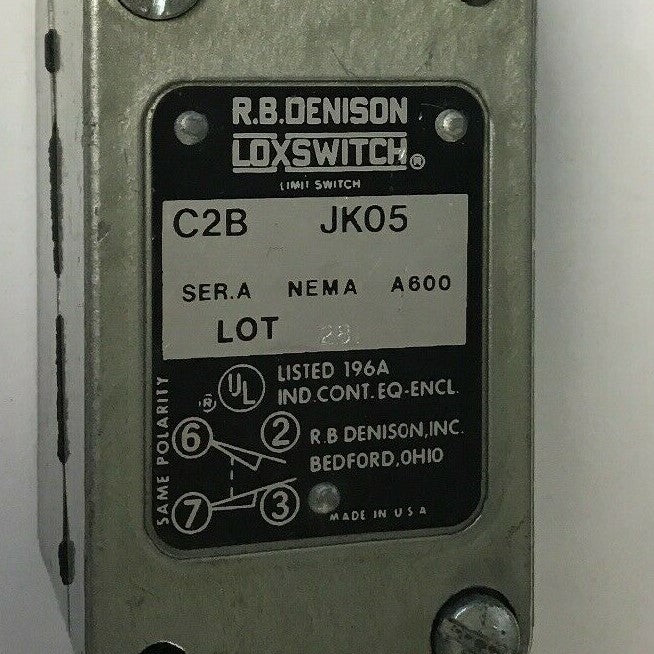 R.B.DENISON
LOXSWITCH®
LIMIT SWITCH
C2B JK05
SER.A NEMA A600
LOT 28
UL LISTED 196A
® IND.CONT.EQ-ENCL.
SAME POLARITY
6 2
7 3
R.B DENISON,INC.
BEDFORD,OHIO
MADE IN USA